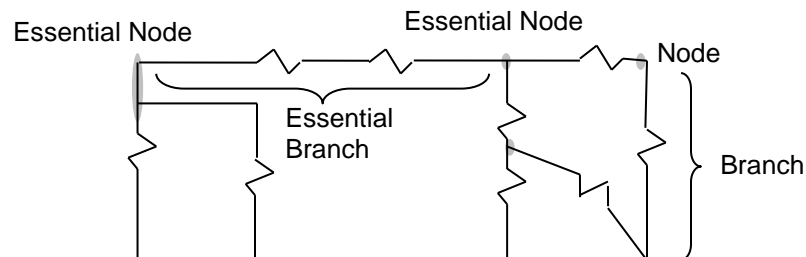 Essential Node
Essential Node
Node
Essential
Branch
Branch